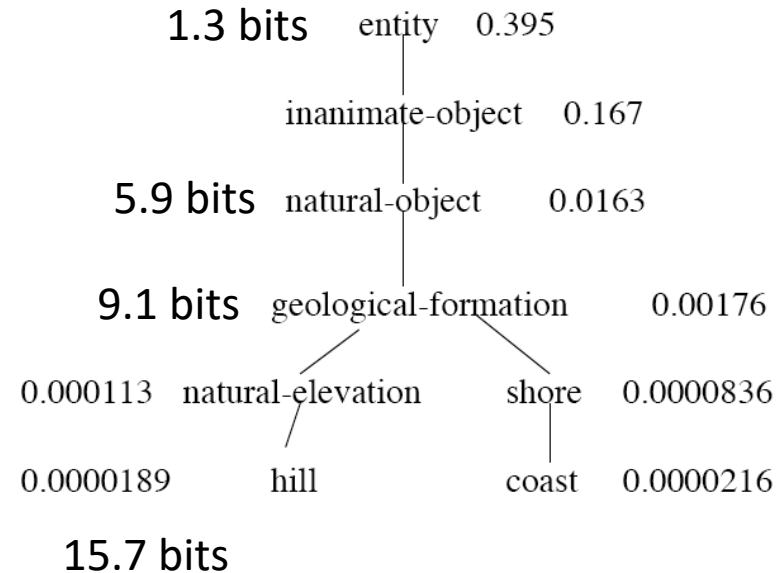 1.3 bits entity 0.395
inanimate-object 0.167
5.9 bits natural-object 0.0163
9.1 bits geological-formation 0.00176
0.000113 natural-elevation shore 0.0000836
0.0000189 hill coast 0.0000216
15.7 bits